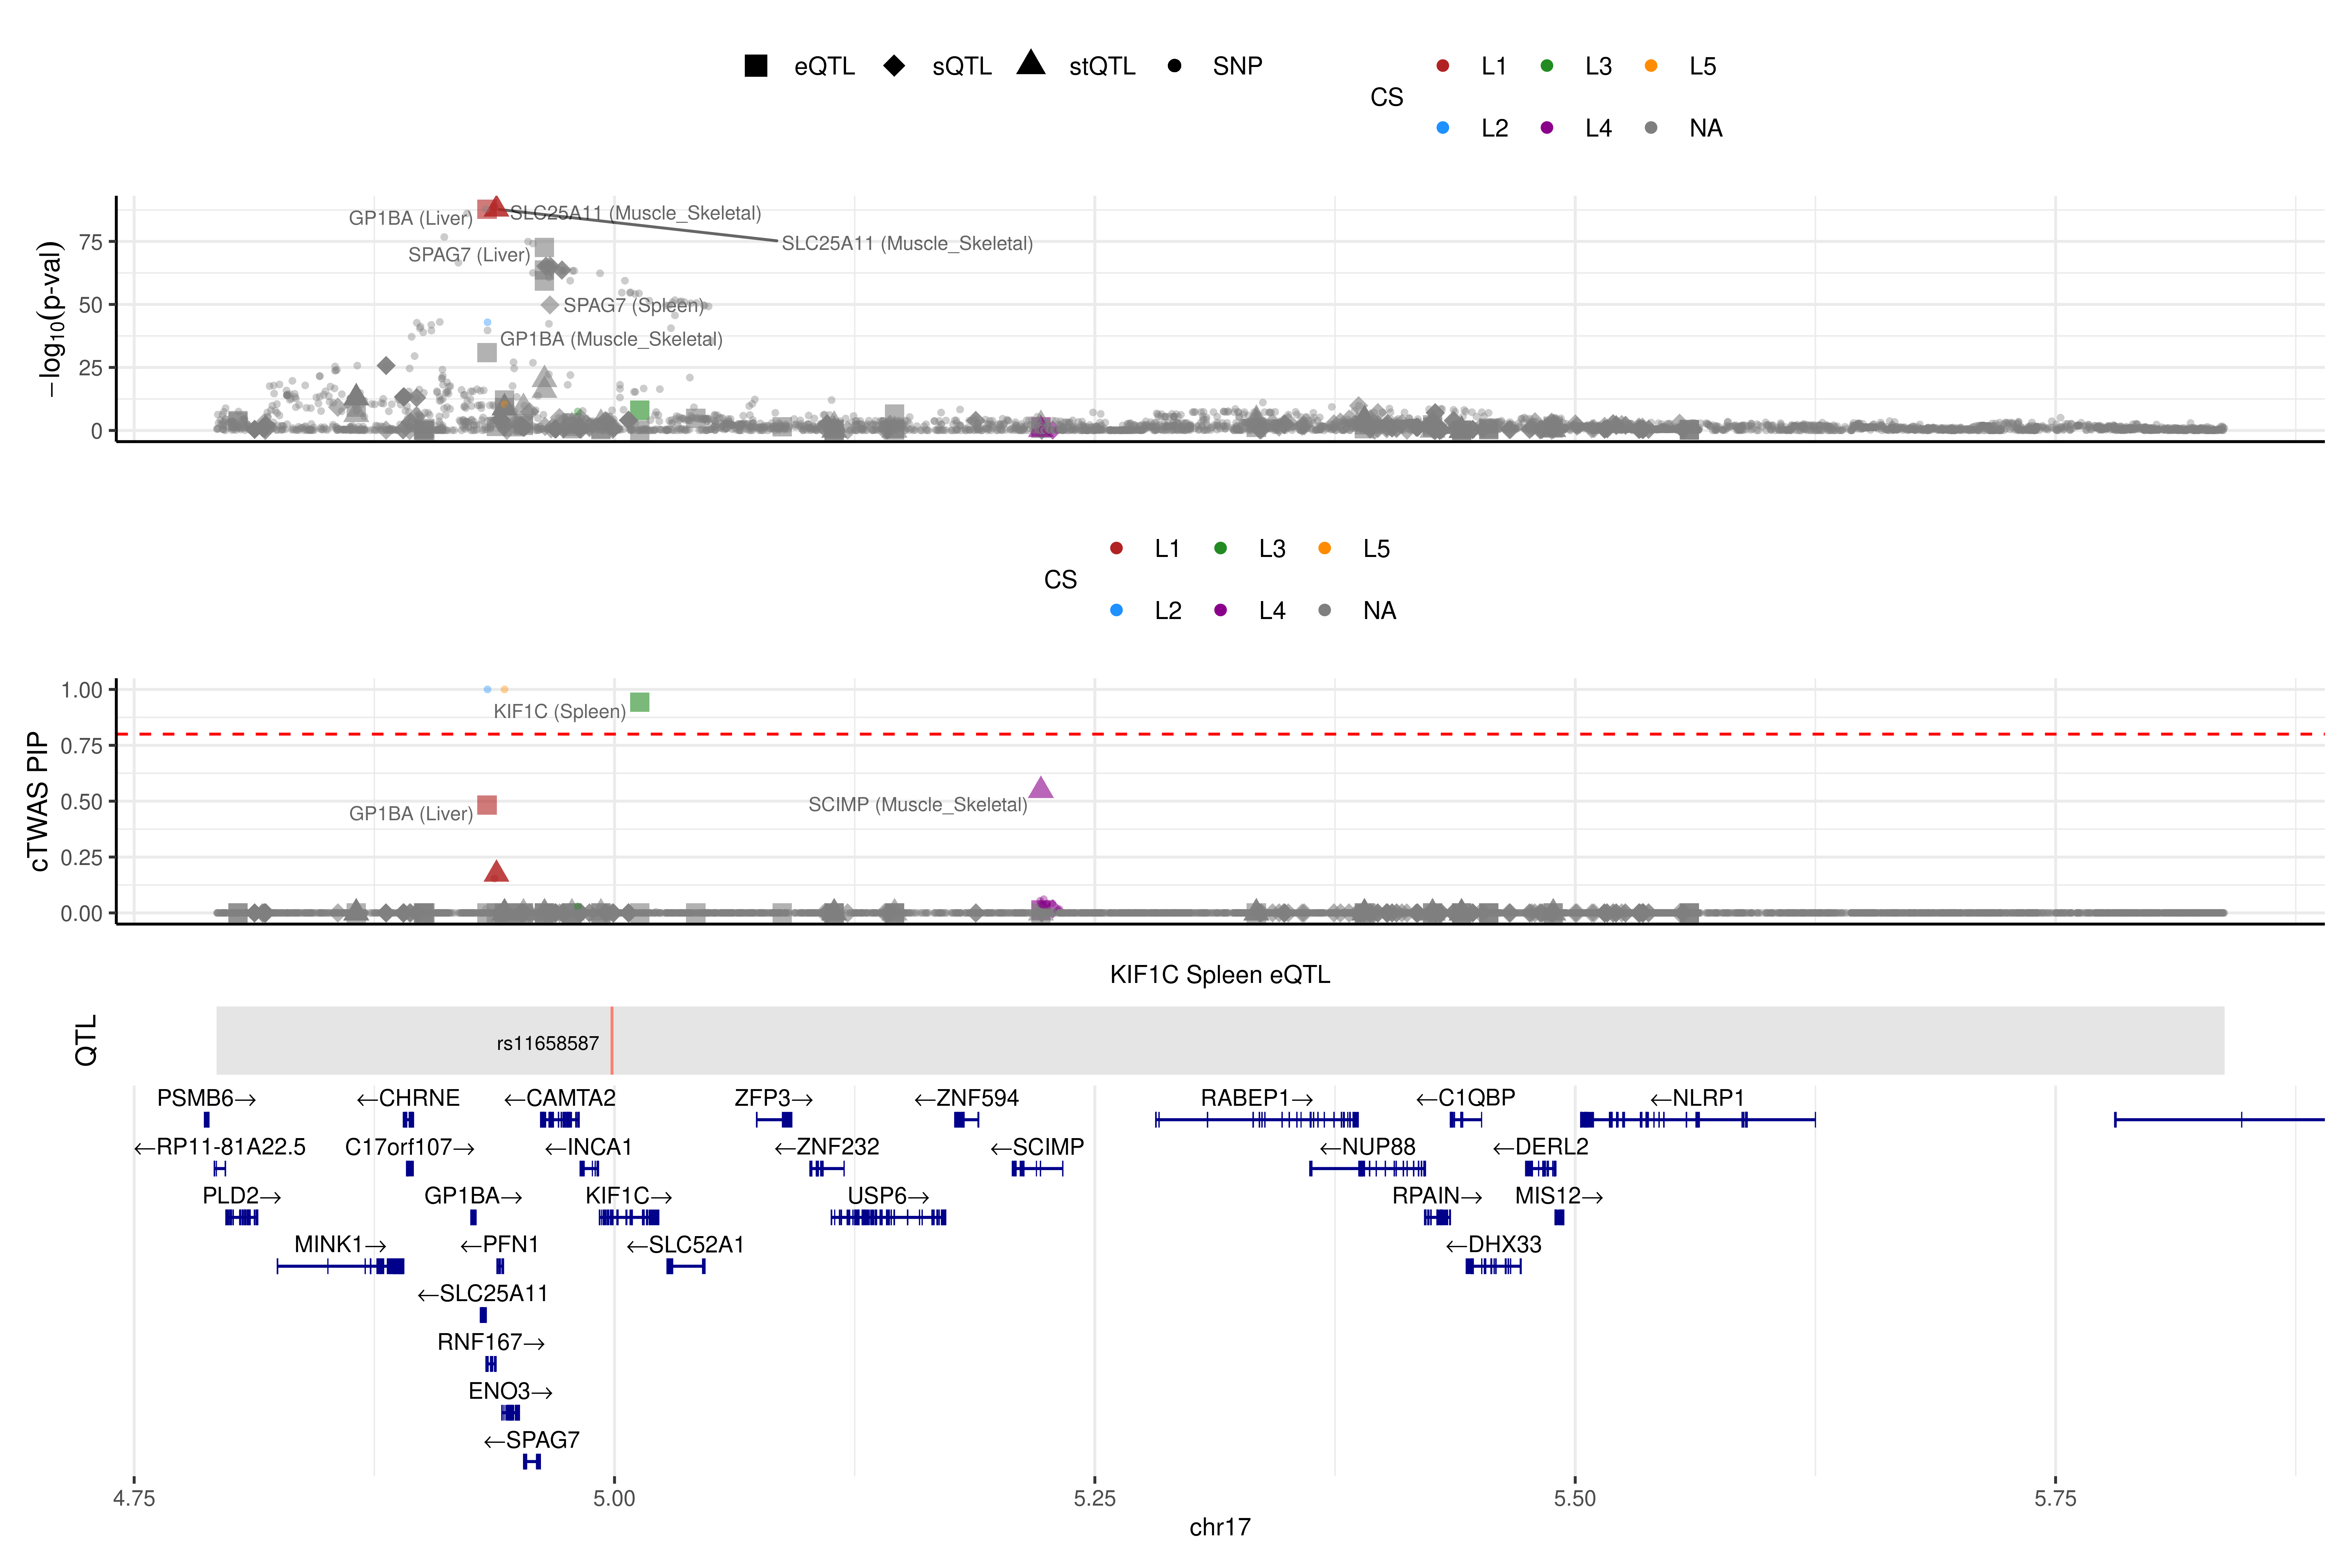 eQTL sQTL stQTL SNP
CS
L1 L3 L5
L2 L4 NA
−log10(p-val)
75
50
25
0
GP1BA (Liver)
SLC25A11 (Muscle_Skeletal)
SLC25A11 (Muscle_Skeletal)
SPAG7 (Liver)
SPAG7 (Spleen)
GP1BA (Muscle_Skeletal)
CS
L1 L3 L5
L2 L4 NA
cTWAS PIP
1.00
0.75
0.50
0.25
0.00
KIF1C (Spleen)
GP1BA (Liver)
SCIMP (Muscle_Skeletal)
KIF1C Spleen eQTL
QTL
rs11658587
PSMB6→ ←CHRNE ←CAMTA2 ZFP3→ ←ZNF594 RABEP1→ ←C1QBP ←NLRP1
←RP11-81A22.5 C17orf107→ ←INCA1 ←ZNF232 ←SCIMP ←NUP88 ←DERL2
PLD2→ GP1BA→ KIF1C→ USP6→ RPAIN→ MIS12→
MINK1→ ←PFN1 ←SLC52A1 ←DHX33
←SLC25A11
RNF167→
ENO3→
←SPAG7
4.75 5.00 5.25 5.50 5.75
chr17